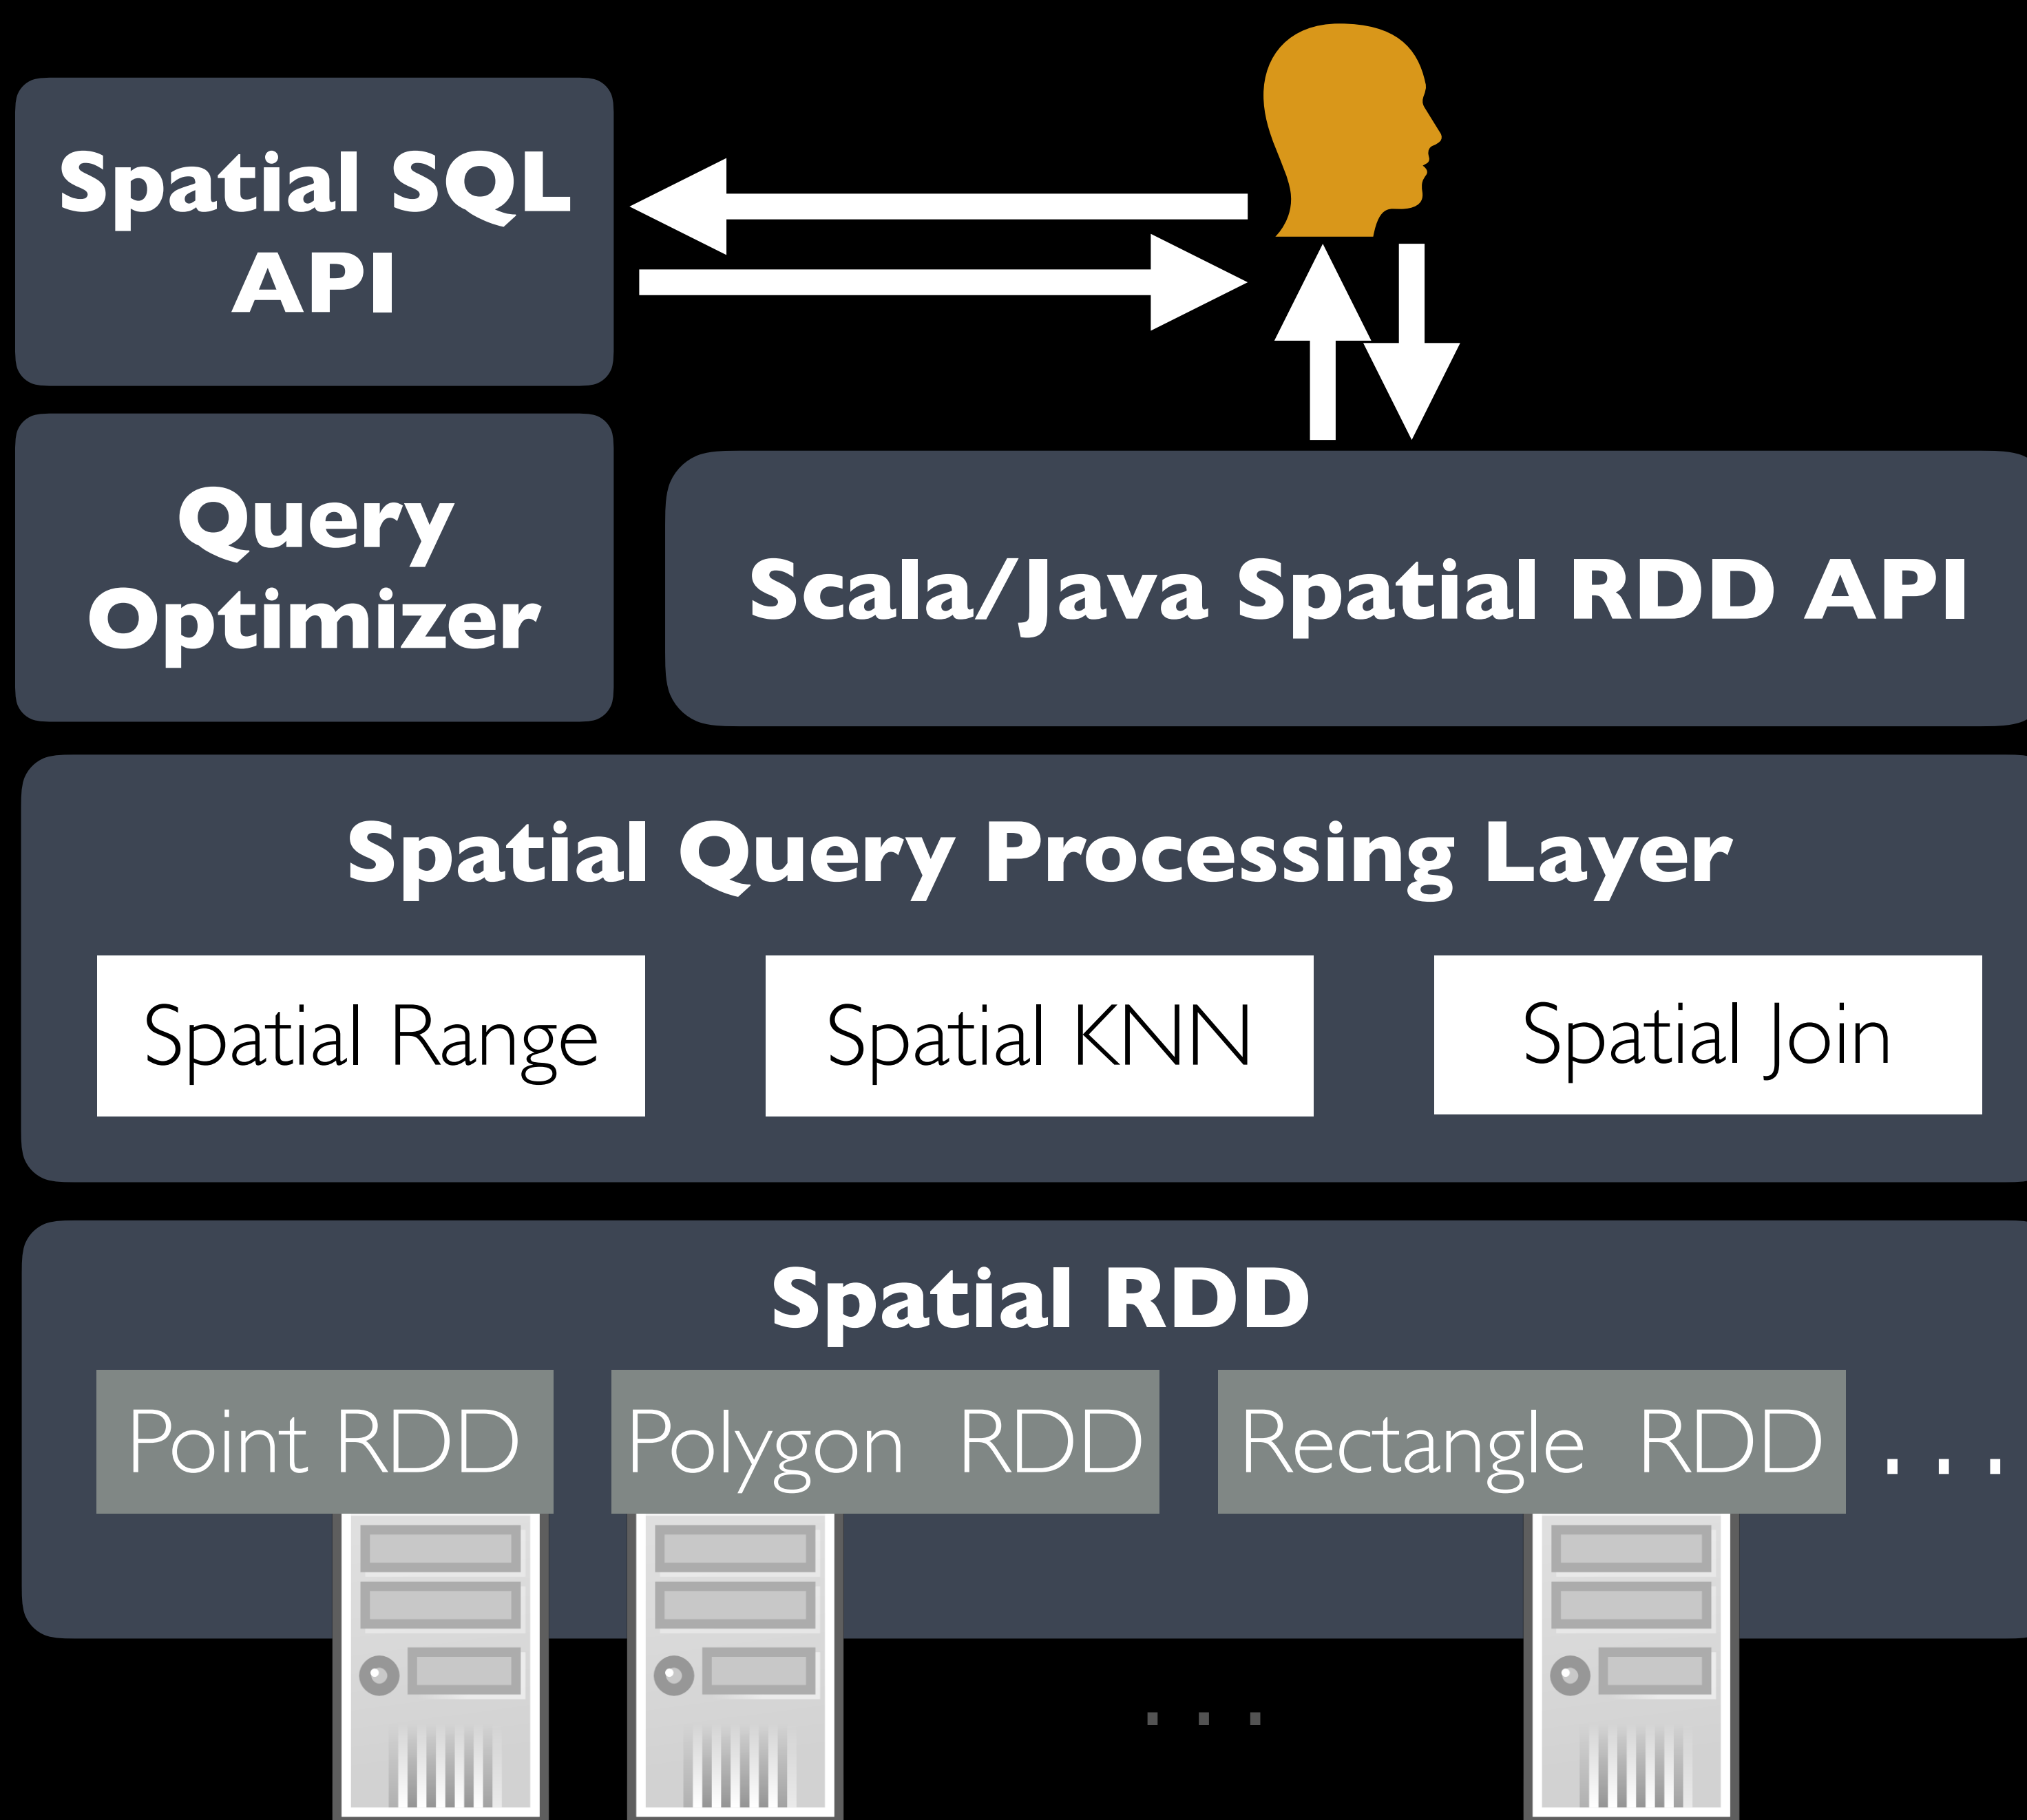 Spatial SQL
API
Query
Optimizer
Scala/Java Spatial RDD API
Spatial Query Processing Layer
Spatial Range
Spatial KNN
Spatial Join
Spatial RDD
Point RDD
Polygon RDD
Rectangle RDD
...
...